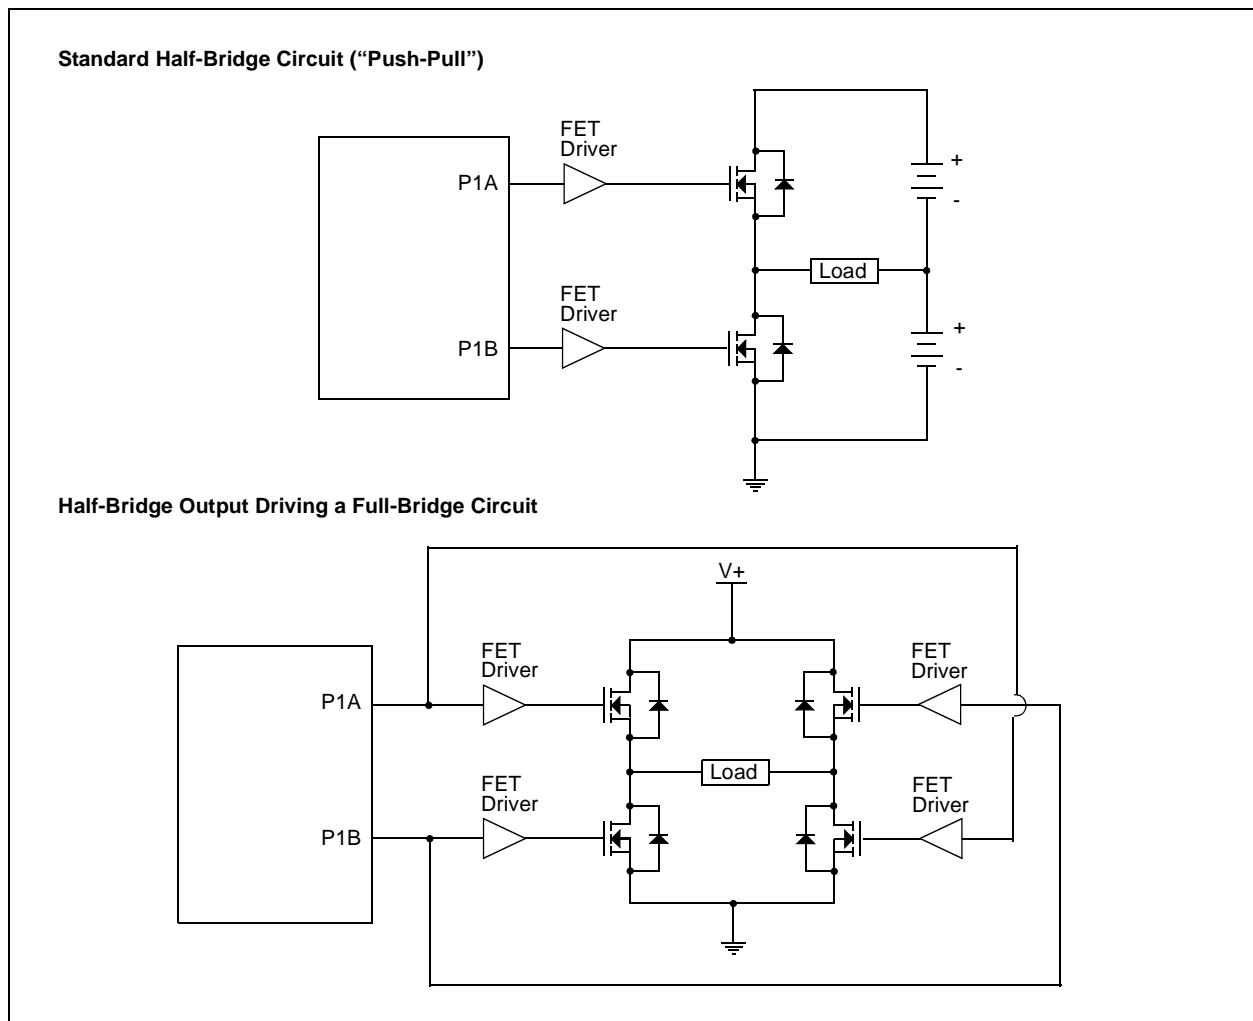 Standard Half-Bridge Circuit (“Push-Pull”)
FET
Driver
P1A
+
-
Load
FET
Driver
P1B
+
-
Half-Bridge Output Driving a Full-Bridge Circuit
V+
FET
Driver
FET
Driver
P1A
Load
FET
Driver
FET
Driver
P1B